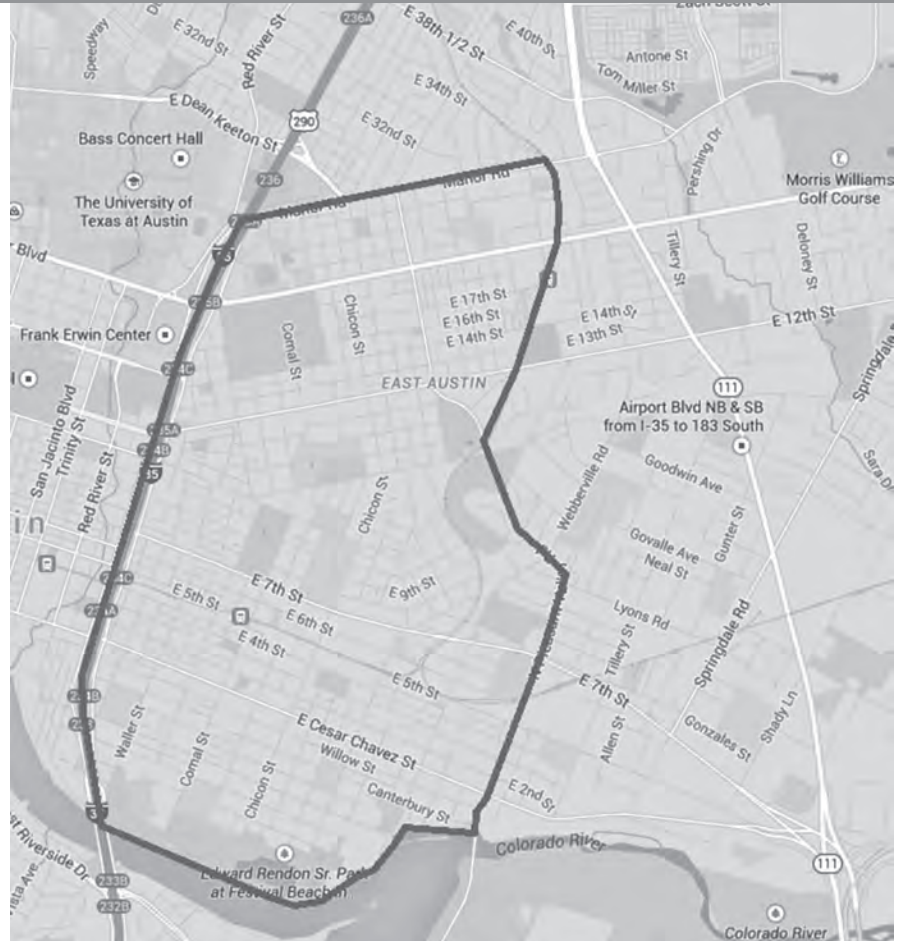 236A
E 38th 1/2 St
E 40th St
Speedway
E 32nd St
Red River St
Antone St
Tom Miller St
E 34th St
E Dean Keeton St
290
E 32nd St
Bass Concert Hall
236
Pershing Dr
The University of
Texas at Austin
Manor Rd
Manor Rd
Morris Williams
Golf Course
Blvd
Tillery St
Deloney St
E 17th St
E 16th St
E 14th St
E 14th St
E 13th St
E 12th St
Frank Erwin Center
Comal St
Chicon St
EAST AUSTIN
111
Airport Blvd NB & SB
from I-35 to 183 South
San Jacinto Blvd
Trinity St
Red River St
Webberville Rd
Goodwin Ave
Sara Dr
in
Chicon St
Govalle Ave
Neal St
Gunter St
E 7th St
E 9th St
E 5th St
E 6th St
E 4th St
Lyons Rd
Tillery St
Springdale Rd
E 5th St
E 7th St
Waller St
Comal St
Chicon St
E Cesar Chavez St
Willow St
Canterbury St
E 2nd St
Allen St
Gonzales St
Shady Ln
Colorado River
Edward Rendon Sr. Park
at Festival Beach
Riverside Dr
233B
232B
111
Colorado River